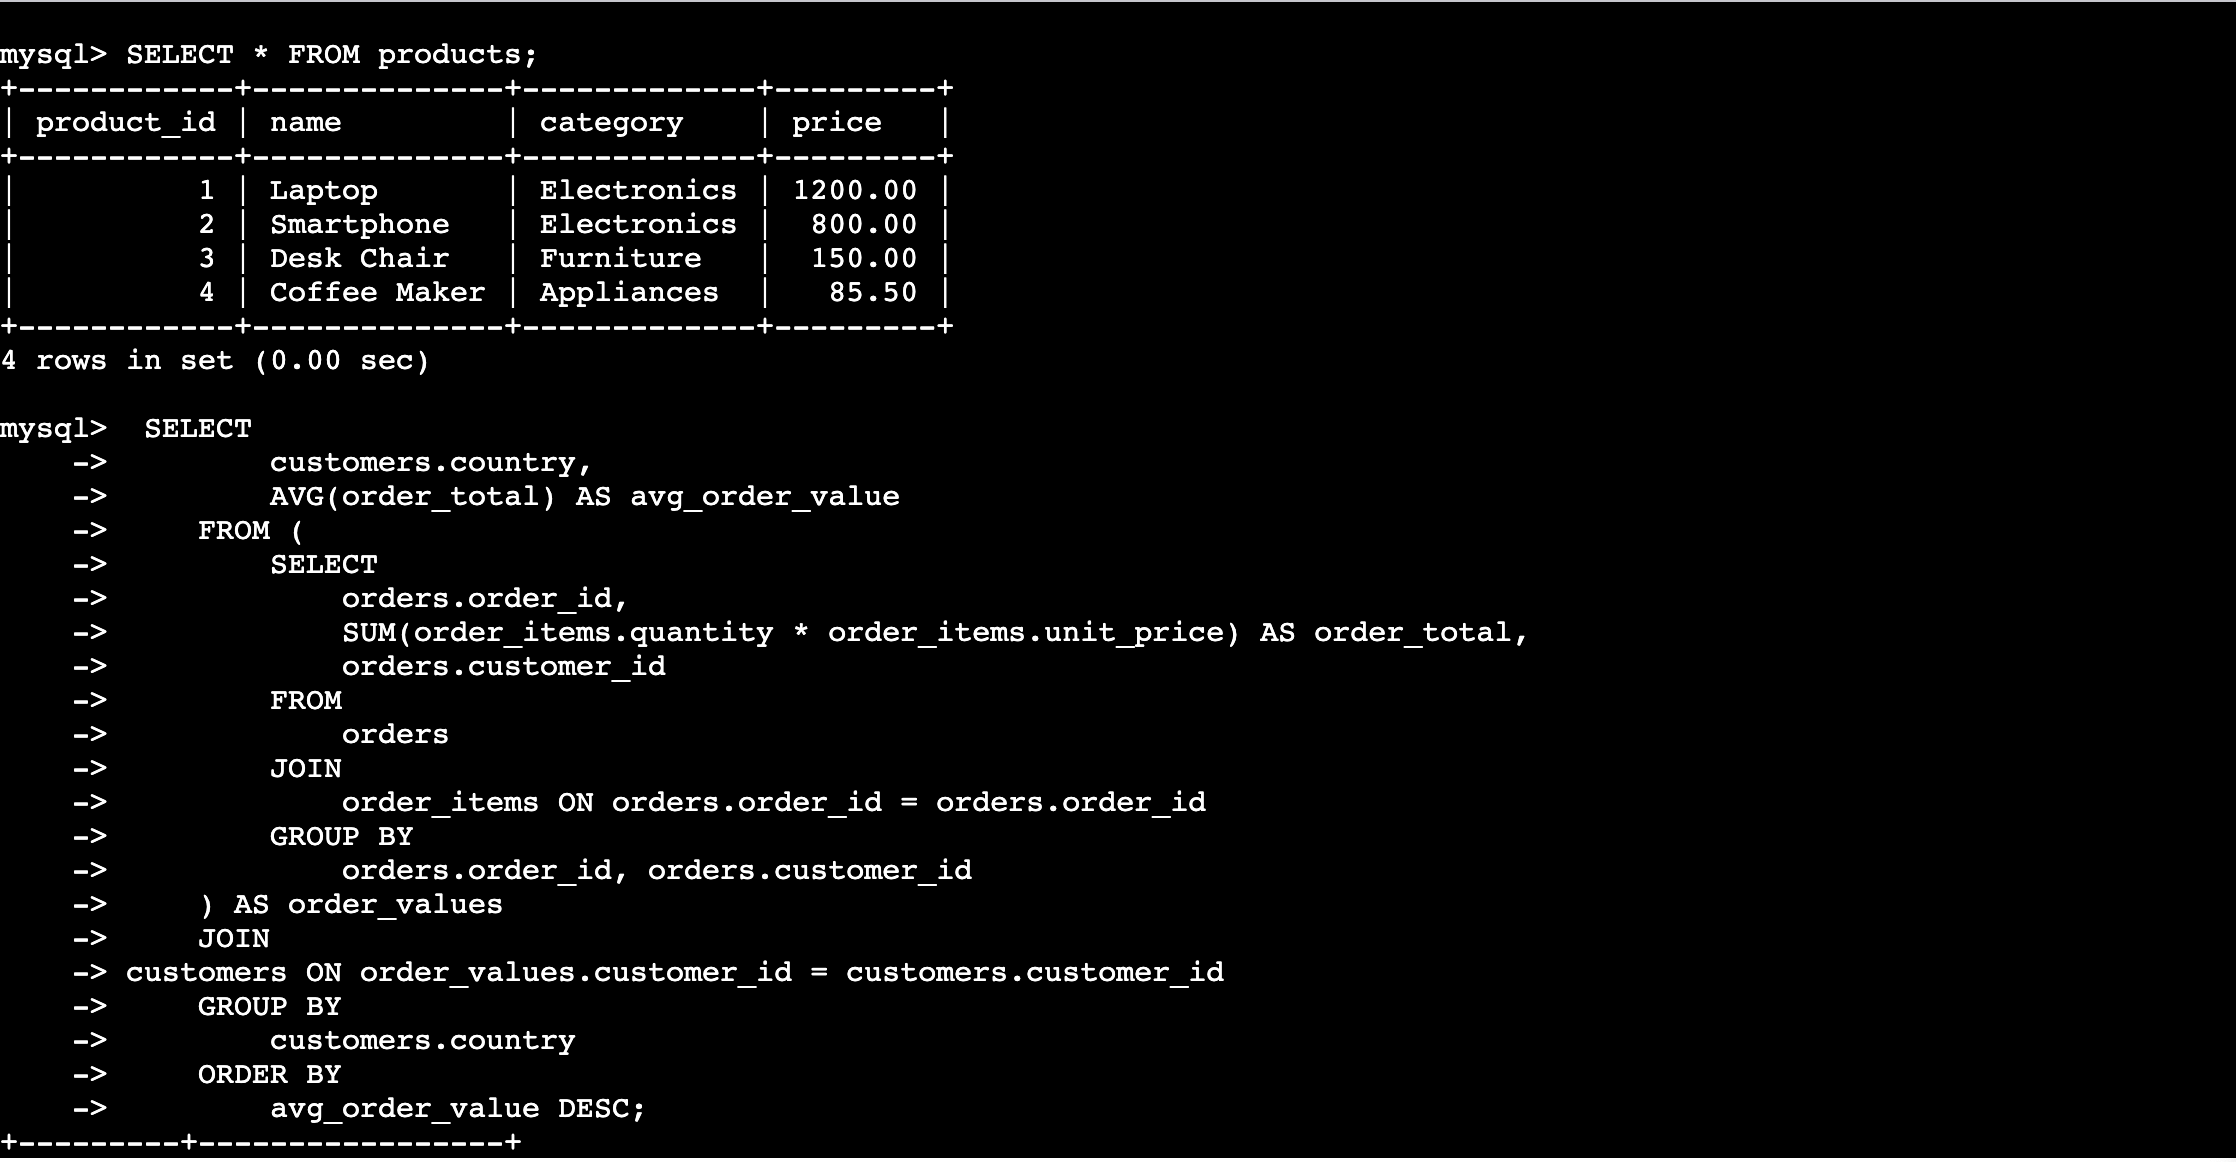 mysql> SELECT * FROM products;
+------------+--------------+-------------+---------+
| product_id | name         | category    | price   |
+------------+--------------+-------------+---------+
|          1 | Laptop       | Electronics | 1200.00 |
|          2 | Smartphone   | Electronics |  800.00 |
|          3 | Desk Chair   | Furniture   |  150.00 |
|          4 | Coffee Maker | Appliances  |   85.50 |
+------------+--------------+-------------+---------+
4 rows in set (0.00 sec)

mysql>  SELECT
    ->         customers.country,
    ->         AVG(order_total) AS avg_order_value
    ->     FROM (
    ->         SELECT
    ->             orders.order_id,
    ->             SUM(order_items.quantity * order_items.unit_price) AS order_total,
    ->             orders.customer_id
    ->         FROM
    ->             orders
    ->         JOIN
    ->             order_items ON orders.order_id = orders.order_id
    ->         GROUP BY
    ->             orders.order_id, orders.customer_id
    ->     ) AS order_values
    ->     JOIN
    -> customers ON order_values.customer_id = customers.customer_id
    ->     GROUP BY
    ->         customers.country
    ->     ORDER BY
    ->         avg_order_value DESC;
+---------+-----------------+